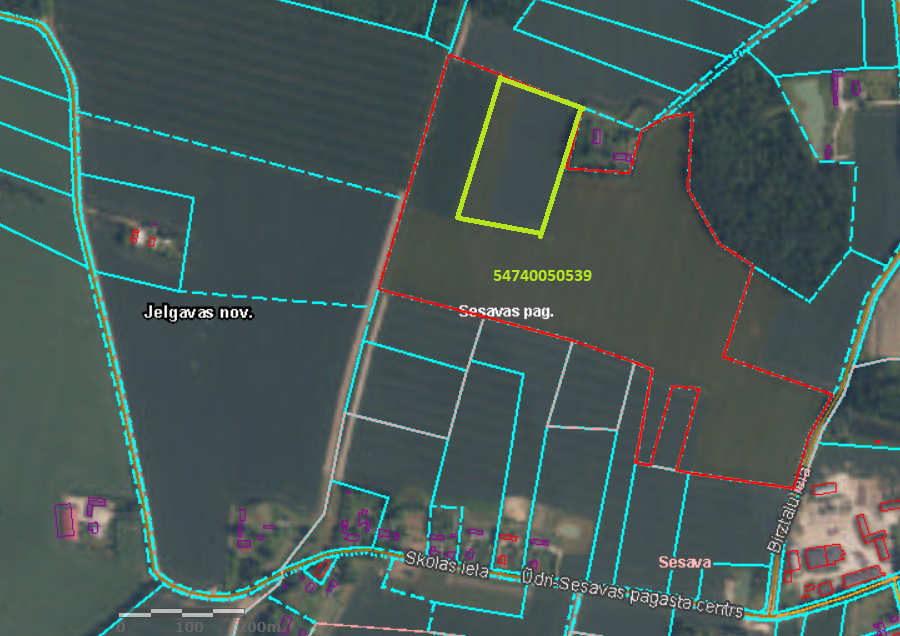 54740050539
Jelgavas nov.
Sesavas pag.
Birztalu iela
Skolas iela
Ūdri-Sesavas pagasta centrs
Sesava
0 100 200m